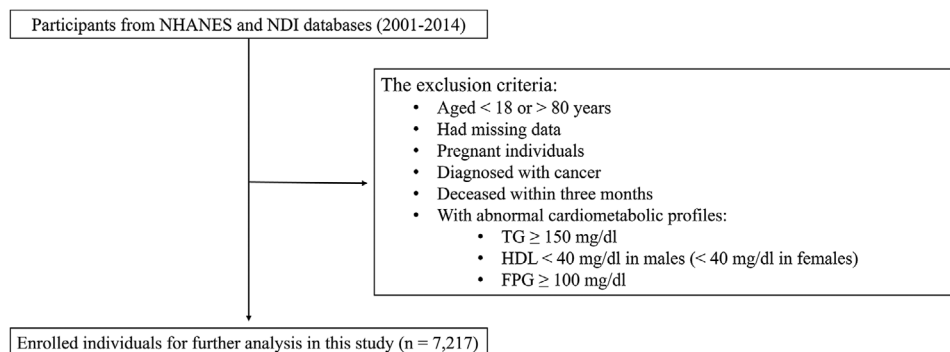 Participants from NHANES and NDI databases (2001-2014)
The exclusion criteria:
• Aged < 18 or > 80 years
• Had missing data
• Pregnant individuals
• Diagnosed with cancer
• Deceased within three months
• With abnormal cardiometabolic profiles:
• TG ≥ 150 mg/dl
• HDL < 40 mg/dl in males (< 40 mg/dl in females)
• FPG ≥ 100 mg/dl
Enrolled individuals for further analysis in this study (n = 7,217)